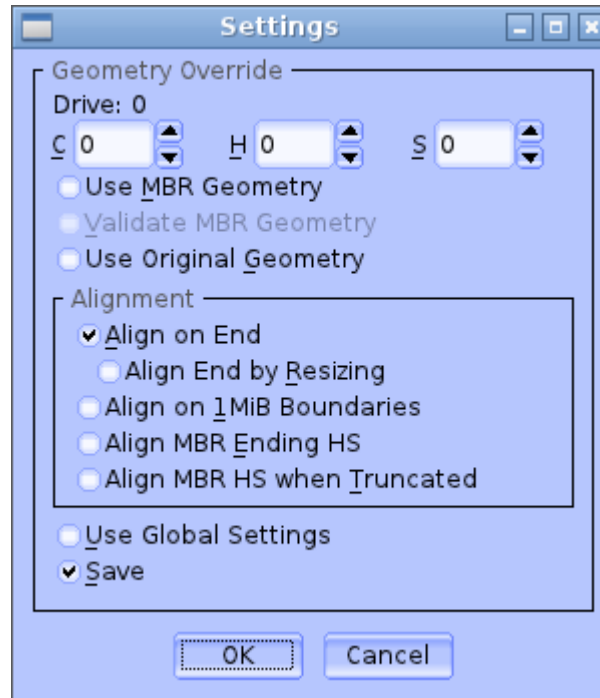 Settings
Geometry Override
Drive: 0
C 0 H 0 S 0
Use MBR Geometry
Validate MBR Geometry
Use Original Geometry
Alignment
Align on End
Align End by Resizing
Align on 1MiB Boundaries
Align MBR Ending HS
Align MBR HS when Truncated
Use Global Settings
Save
OK Cancel